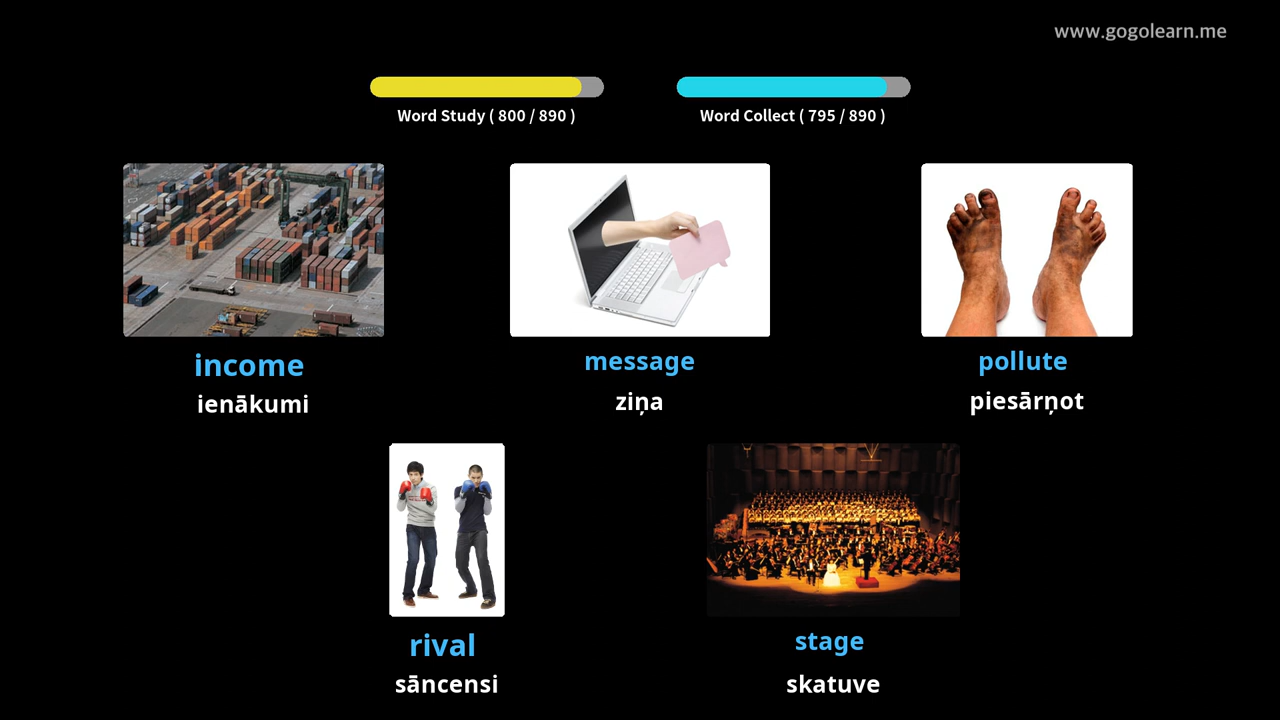 www.gogolearn.me
Word Study ( 800 / 890 )
Word Collect ( 795 / 890 )
income
ienākumi
message
ziņa
pollute
piesārņot
rival
sāncensi
stage
skatuve